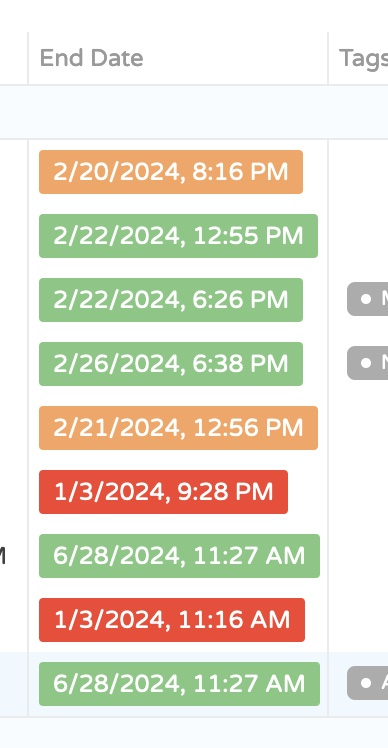 End Date Tags
2/20/2024, 8:16 PM
2/22/2024, 12:55 PM
2/22/2024, 6:26 PM
2/26/2024, 6:38 PM
2/21/2024, 12:56 PM
1/3/2024, 9:28 PM
6/28/2024, 11:27 AM
1/3/2024, 11:16 AM
6/28/2024, 11:27 AM